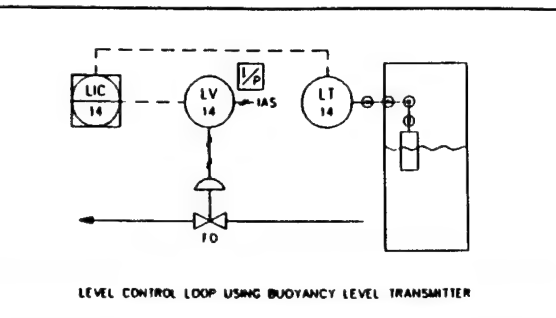 I/P
LIC
14
LV
14
IAS
LT
14
FO
LEVEL CONTROL LOOP USING BUOYANCY LEVEL TRANSMITTER